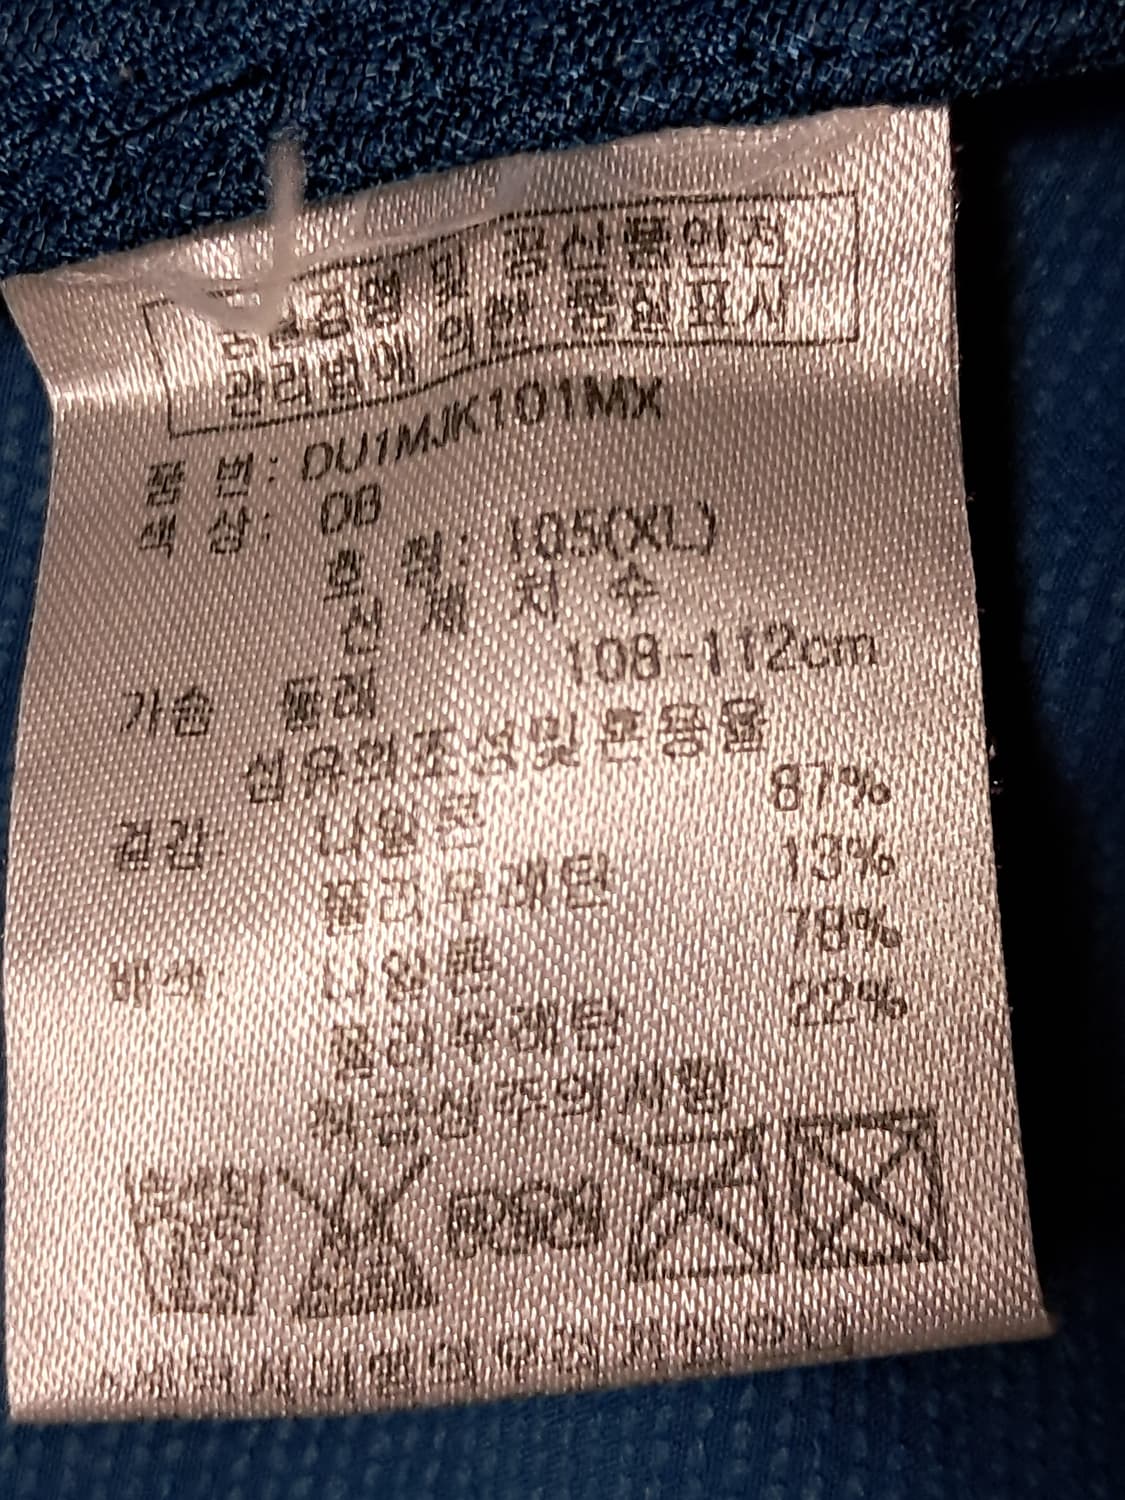 품질경영 및 공산품안전
관리법에 의한 품질표시
품 번: DU1MJK101MX
색 상: DB
호 칭: 105(XL)
신 체 치 수
가슴 둘레 108-112cm
섬유의조성및혼용율
겉감: 나일론 87%
폴리우레탄 13%
배색: 나일론 78%
폴리우레탄 22%
취급상주의사항